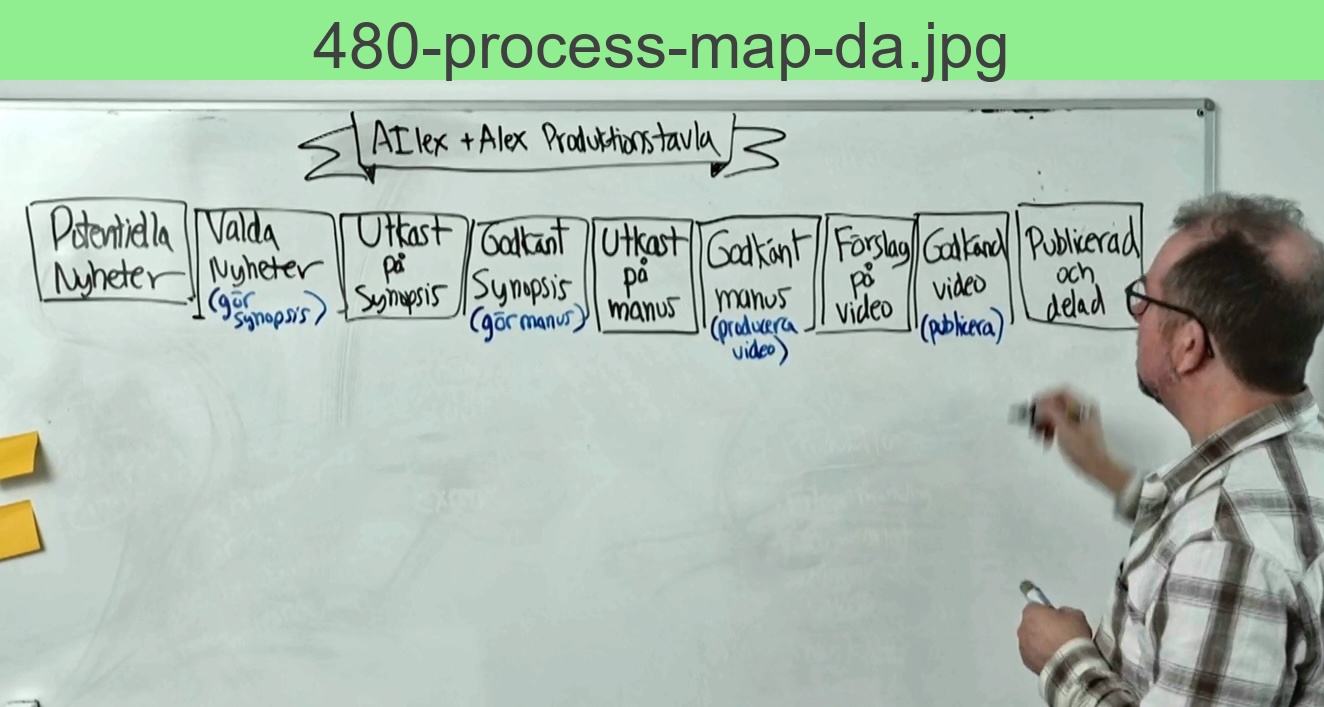 480-process-map-da.jpg
AIlex + Alex Produktionstavla
Potentiella
Nyheter
Valda
Nyheter
(gör
synopsis)
Utkast
på
Synopsis
Godkänt
Synopsis
(gör manus)
Utkast
på
manus
Godkänt
manus
(producera
video)
Förslag
på
video
Godkänd
video
(publicera)
Publicerad
och
delad